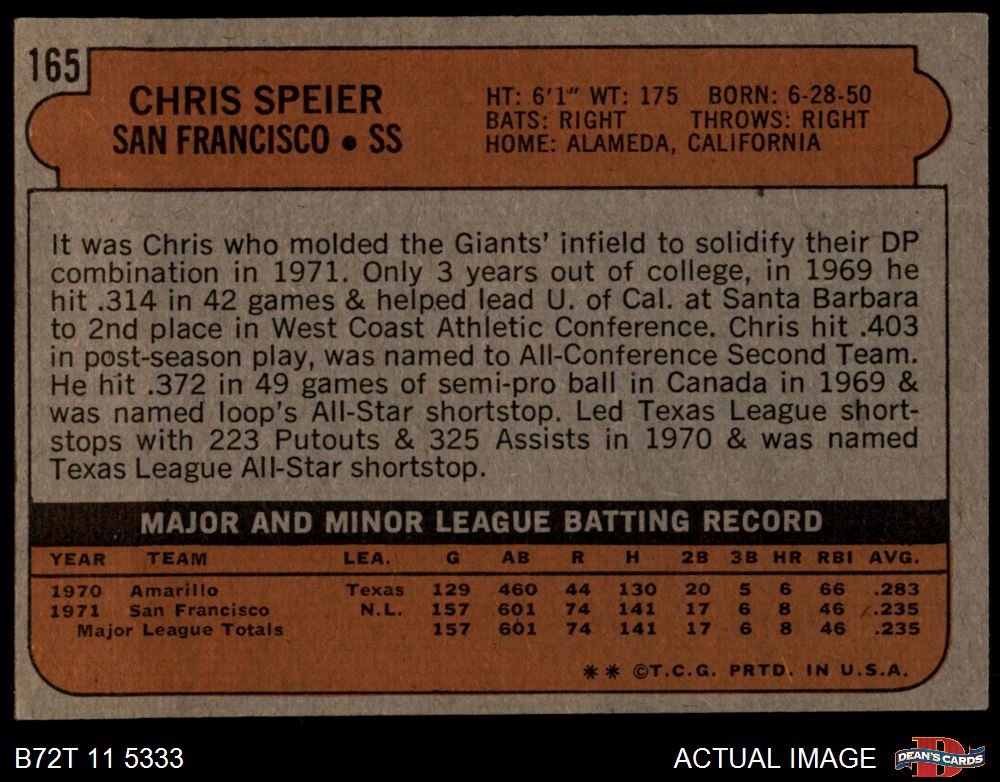 165
CHRIS SPEIER
SAN FRANCISCO • SS
HT: 6'1" WT: 175 BORN: 6-28-50
BATS: RIGHT THROWS: RIGHT
HOME: ALAMEDA, CALIFORNIA
It was Chris who molded the Giants' infield to solidify their DP
combination in 1971. Only 3 years out of college, in 1969 he
hit .314 in 42 games & helped lead U. of Cal. at Santa Barbara
to 2nd place in West Coast Athletic Conference. Chris hit .403
in post-season play, was named to All-Conference Second Team.
He hit .372 in 49 games of semi-pro ball in Canada in 1969 &
was named loop's All-Star shortstop. Led Texas League short-
stops with 223 Putouts & 325 Assists in 1970 & was named
Texas League All-Star shortstop.
MAJOR AND MINOR LEAGUE BATTING RECORD
YEAR TEAM LEA. G AB R H 2B 3B HR RBI AVG.
1970 Amarillo Texas 129 460 44 130 20 5 6 66 .283
1971 San Francisco N.L. 157 601 74 141 17 6 8 46 .235
Major League Totals 157 601 74 141 17 6 8 46 .235
** ©T.C.G. PRTD. IN U.S.A.
B72T 11 5333
ACTUAL IMAGE
D
DEAN'S CARDS